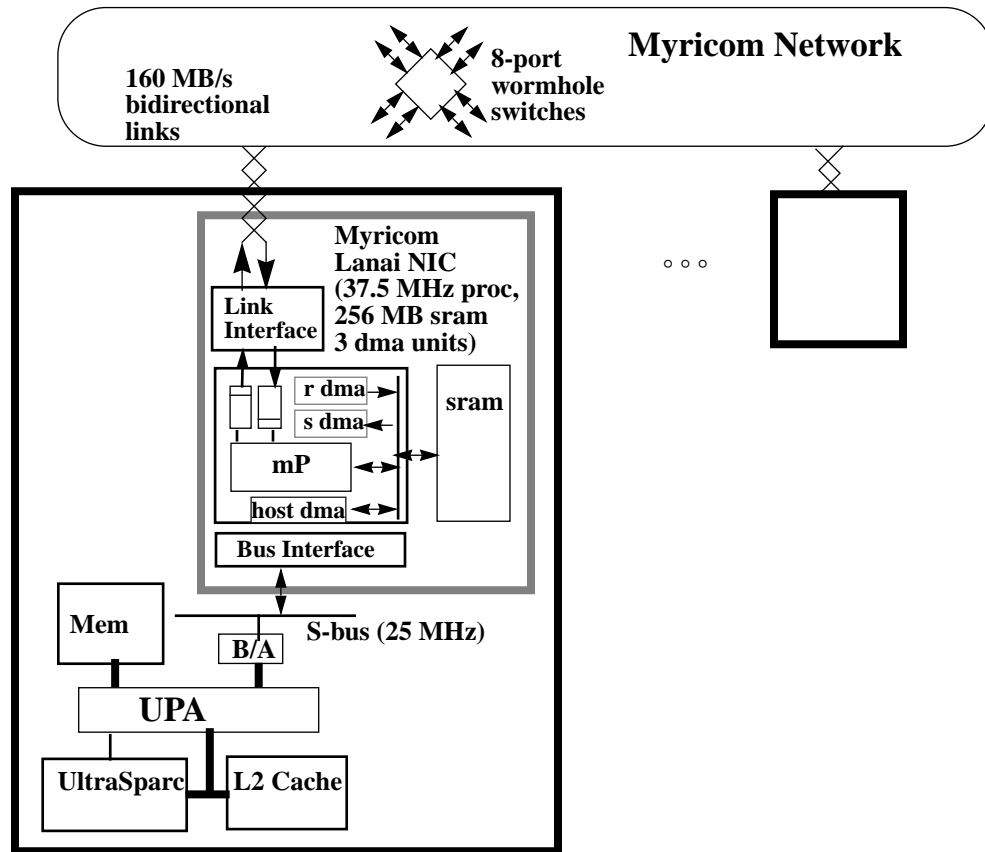 Myricom Network
160 MB/s
bidirectional
links
8-port
wormhole
switches
Myricom
Lanai NIC
(37.5 MHz proc,
256 MB sram
3 dma units)
Link
Interface
r dma
s dma
sram
mP
host dma
Bus Interface
S-bus (25 MHz)
Mem
B/A
UPA
UltraSparc
L2 Cache